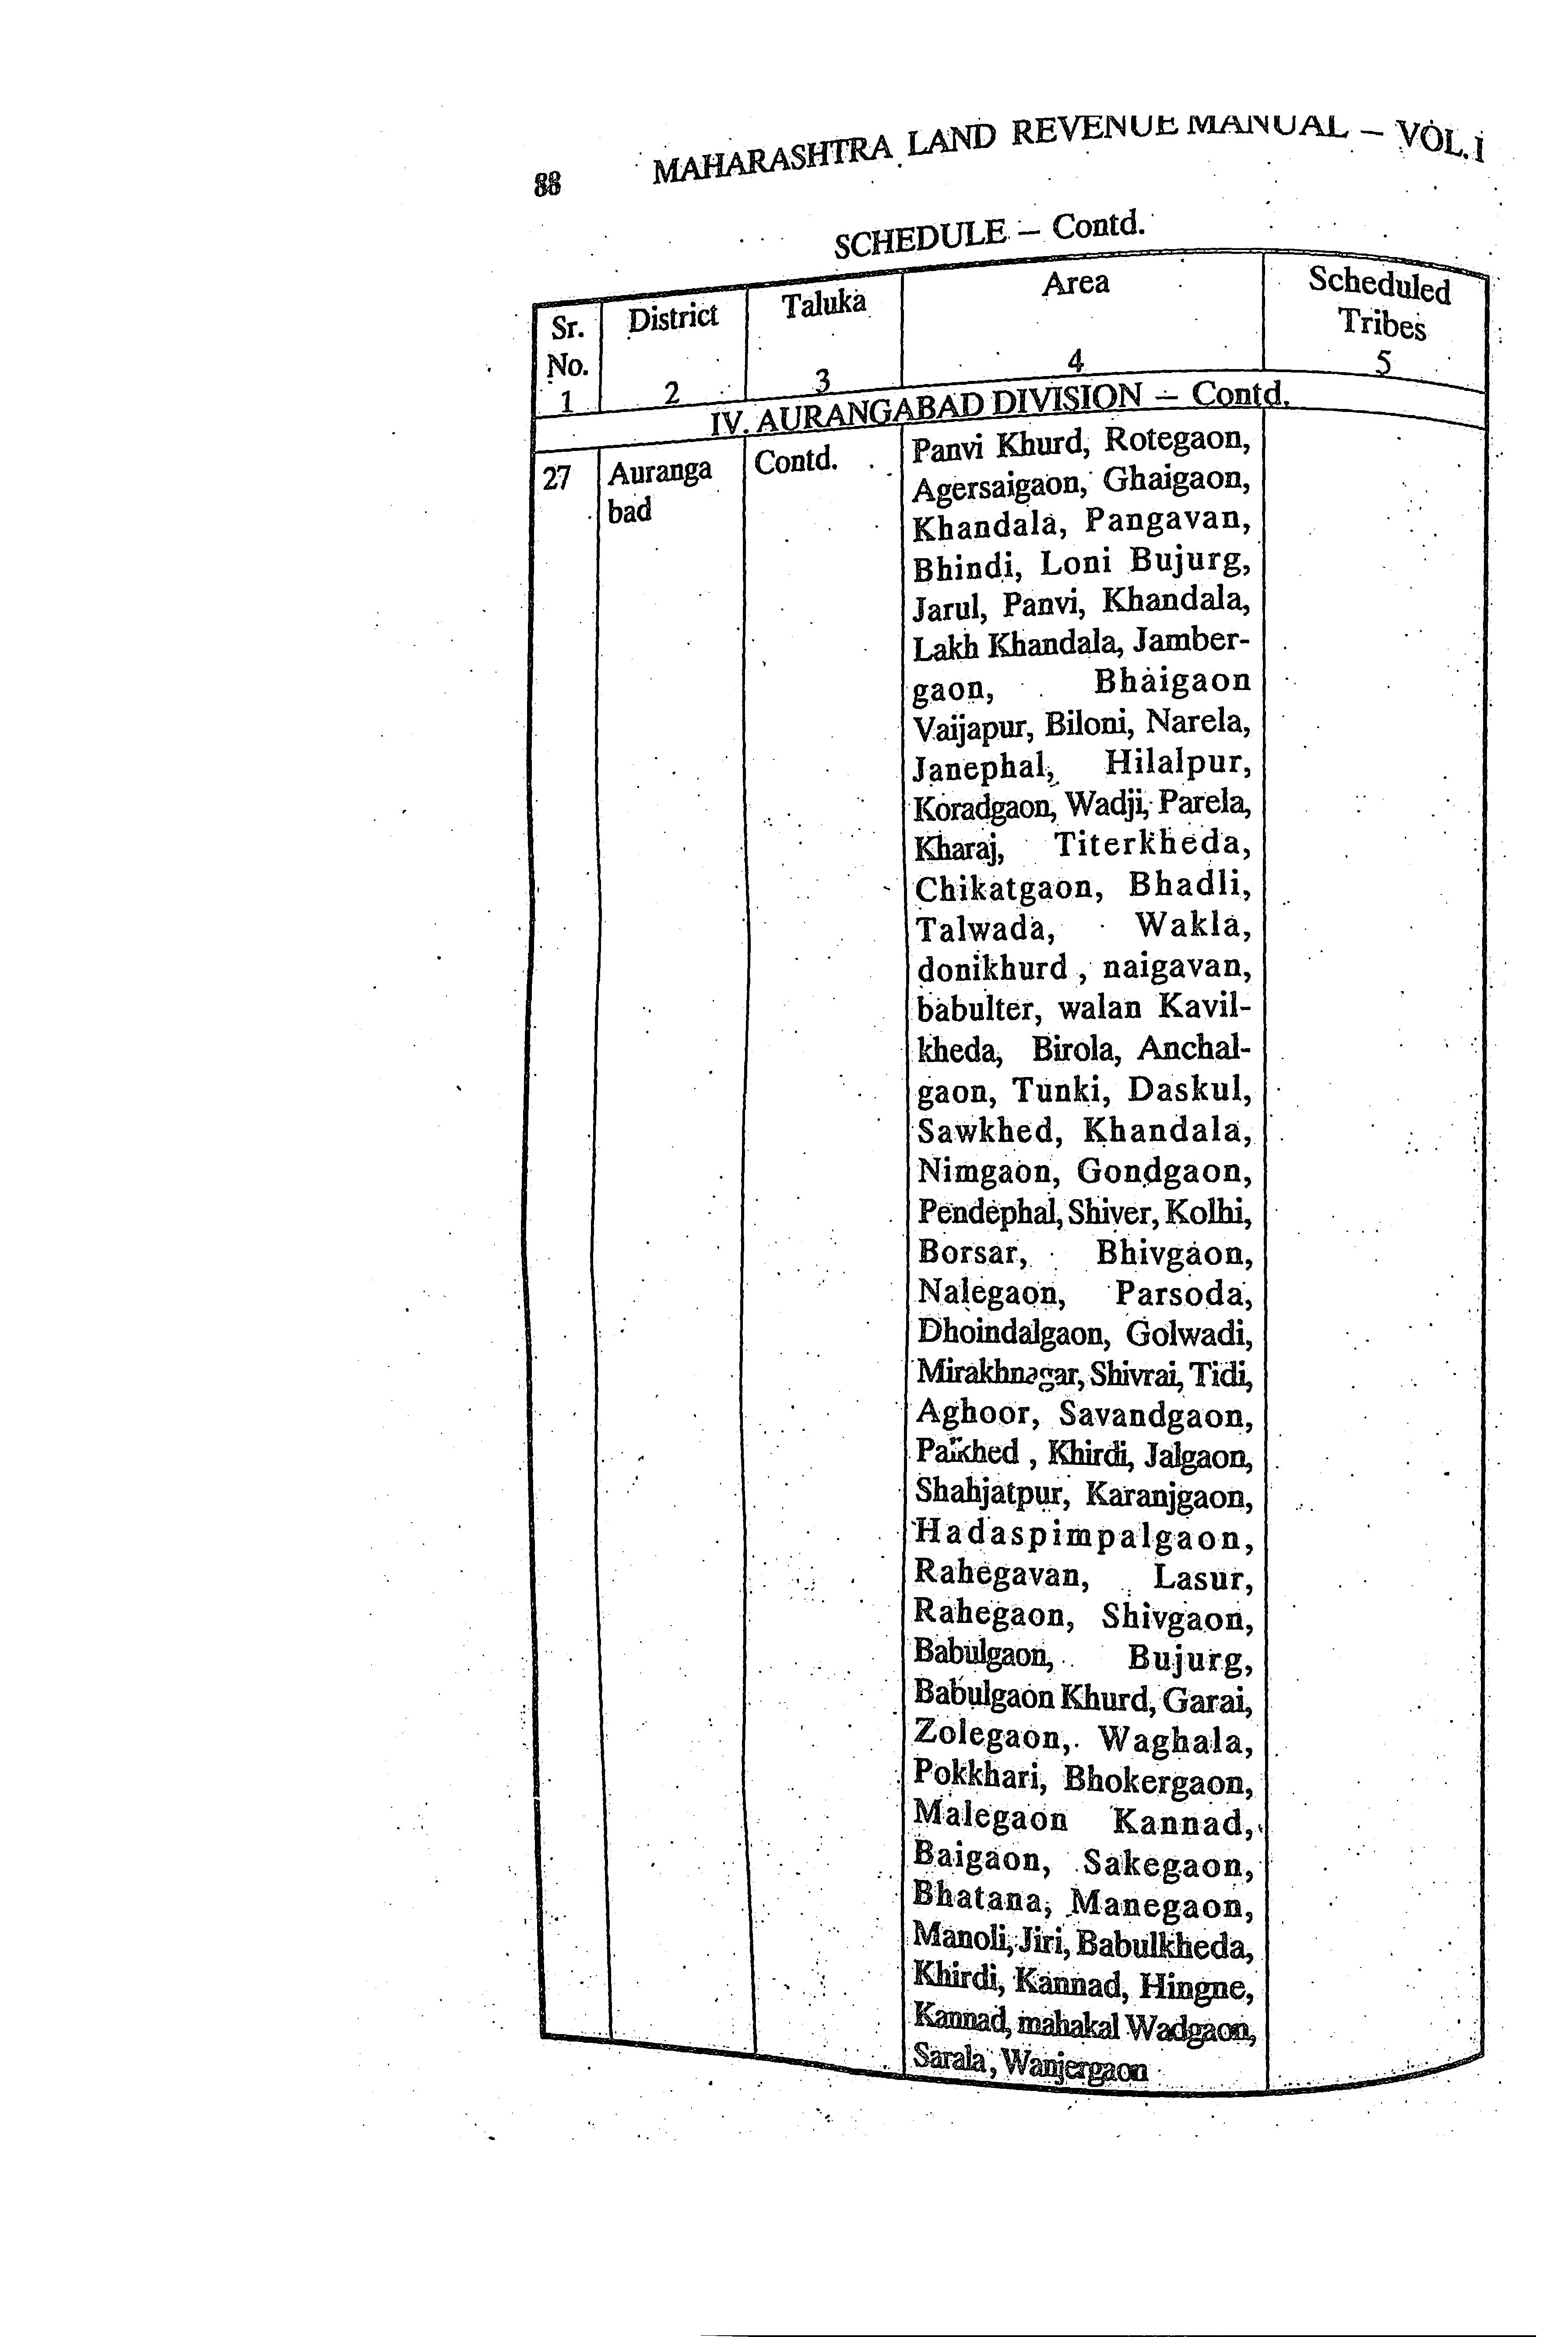 88 MAHARASHTRA LAND REVENUE MANUAL – VOL. I
SCHEDULE – Contd.
Sr. No. District Taluka Area Scheduled Tribes
1 2 3 4 5
IV. AURANGABAD DIVISION – Contd.
27 Auranga Contd. Panvi Khurd, Rotegaon,
bad Agersaigaon, Ghaigaon,
Khandala, Pangavan,
Bhindi, Loni Bujurg,
Jarul, Panvi, Khandala,
Lakh Khandala, Jamber-
gaon, Bhaigaon
Vaijapur, Biloni, Narela,
Janephal, Hilalpur,
Koradgaon, Wadji, Parela,
Kharaj, Titerkheda,
Chikatgaon, Bhadli,
Talwada, Wakla,
donikhurd , naigavan,
babulter, walan Kavil-
kheda, Birola, Anchal-
gaon, Tunki, Daskul,
Sawkhed, Khandala,
Nimgaon, Gondgaon,
Pendephal, Shiver, Kolhi,
Borsar, Bhivgaon,
Nalegaon, Parsoda,
Dhoindalgaon, Golwadi,
Mirakhnagar, Shivrai, Tidi,
Aghoor, Savandgaon,
Khirdi, Jalgaon,
Shahjatpur, Karanjgaon,
Hadaspimpalgaon,
Rahegavan, Lasur,
Rahegaon, Shivgaon,
Babulgaon, Bujurg,
Babulgaon Khurd, Garai,
Zolegaon, Waghala,
Pokkhari, Bhokergaon,
Malegaon Kannad,
Baigaon, Sakegaon,
Bhatana, Manegaon,
Manoli, Jiri, Babulkheda,
Khirdi, Kannad, Hingne,
Kannad, mahakal Wadgaon,
Sarala, Wanjergaon